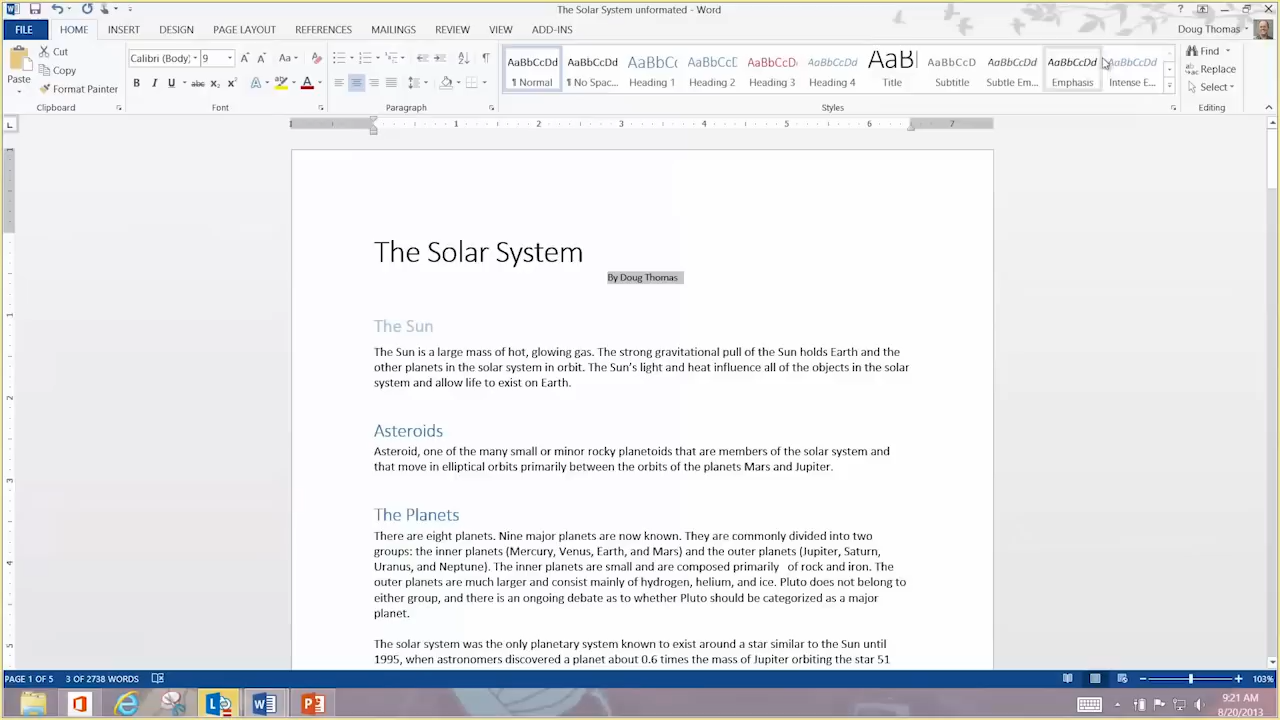 The Solar System unformated - Word
FILE HOME INSERT DESIGN PAGE LAYOUT REFERENCES MAILINGS REVIEW VIEW ADD-INS Doug Thomas
Paste Cut Copy Format Painter
Calibri (Body) 9 Aa
B I U abc X₂ X² A A
AaBbCcDd AaBbCcDd AaBbCc AaBbCcD AaBbCcD AaBbCcDd AaB AaBbCcD AaBbCcDd AaBbCcDd AaBbCcDd
¶ Normal ¶ No Spac... Heading 1 Heading 2 Heading 3 Heading 4 Title Subtitle Subtle Em... Emphasis Intense E...
Find Replace Select
Clipboard Font Paragraph Styles Editing
1 2 3 4 5 6 7
The Solar System
By Doug Thomas
The Sun
The Sun is a large mass of hot, glowing gas. The strong gravitational pull of the Sun holds Earth and the
other planets in the solar system in orbit. The Sun's light and heat influence all of the objects in the solar
system and allow life to exist on Earth.
Asteroids
Asteroid, one of the many small or minor rocky planetoids that are members of the solar system and
that move in elliptical orbits primarily between the orbits of the planets Mars and Jupiter.
The Planets
There are eight planets. Nine major planets are now known. They are commonly divided into two
groups: the inner planets (Mercury, Venus, Earth, and Mars) and the outer planets (Jupiter, Saturn,
Uranus, and Neptune). The inner planets are small and are composed primarily of rock and iron. The
outer planets are much larger and consist mainly of hydrogen, helium, and ice. Pluto does not belong to
either group, and there is an ongoing debate as to whether Pluto should be categorized as a major
planet.
The solar system was the only planetary system known to exist around a star similar to the Sun until
1995, when astronomers discovered a planet about 0.6 times the mass of Jupiter orbiting the star 51
PAGE 1 OF 5 3 OF 2738 WORDS 103%
9:21 AM
8/20/2013